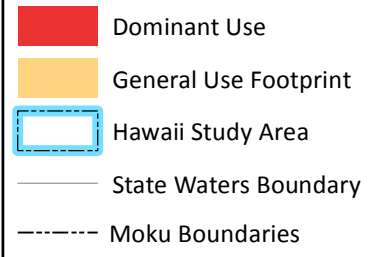 Dominant Use
General Use Footprint
Hawaii Study Area
State Waters Boundary
Moku Boundaries